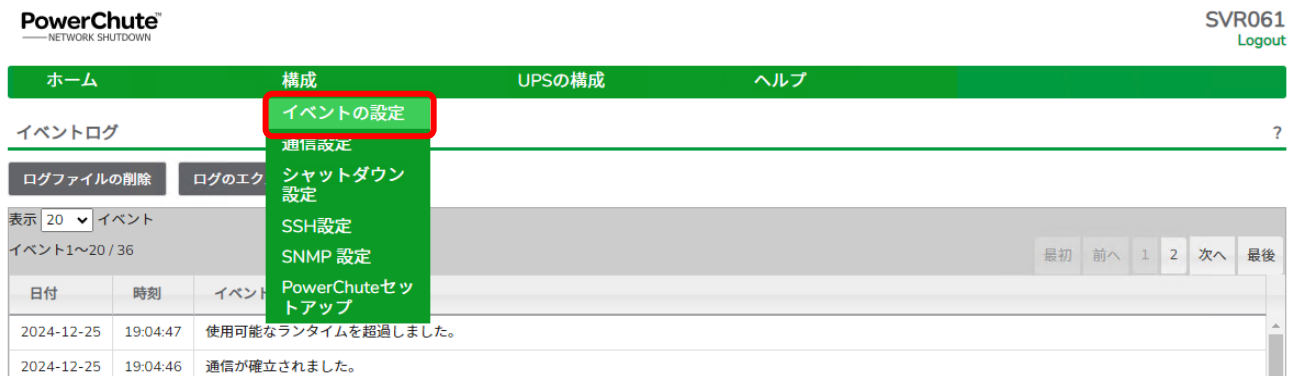 PowerChute
NETWORK SHUTDOWN
SVR061
Logout
ホーム 構成 UPSの構成 ヘルプ
イベントの設定
通信設定
シャットダウン
設定
SSH設定
SNMP 設定
PowerChuteセッ
トアップ
イベントログ ?
ログファイルの削除 ログのエク
表示 20 イベント
イベント1～20 / 36
最初 前へ 1 2 次へ 最後
日付 時刻 イベント
2024-12-25 19:04:47 使用可能なランタイムを超過しました。
2024-12-25 19:04:46 通信が確立されました。